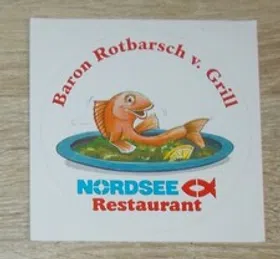 Baron Rotbarsch v. Grill
NORDSEE
Restaurant